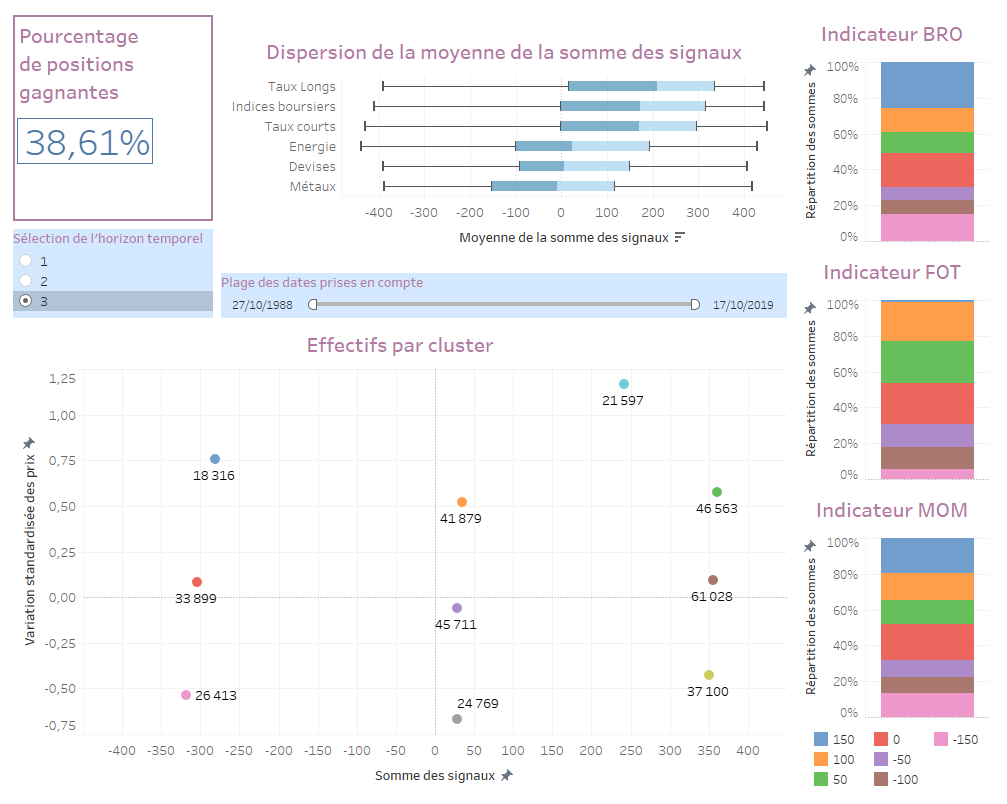 Pourcentage
de positions
gagnantes
38,61%
Sélection de l'horizon temporel
1
2
3
Dispersion de la moyenne de la somme des signaux
Taux Longs
Indices boursiers
Taux courts
Energie
Devises
Métaux
-400 -300 -200 -100 0 100 200 300 400
Moyenne de la somme des signaux
Plage des dates prises en compte
27/10/1988 17/10/2019
Effectifs par cluster
Variation standardisée des prix
1,25
1,00
0,75
0,50
0,25
0,00
-0,25
-0,50
-0,75
21 597
18 316
46 563
41 879
33 899
61 028
45 711
37 100
26 413
24 769
-400 -350 -300 -250 -200 -150 -100 -50 0 50 100 150 200 250 300 350 400
Somme des signaux
Indicateur BRO
Répartition des sommes
100%
80%
60%
40%
20%
0%
Indicateur FOT
Répartition des sommes
100%
80%
60%
40%
20%
0%
Indicateur MOM
Répartition des sommes
100%
80%
60%
40%
20%
0%
150 0 -150
100 -50
50 -100